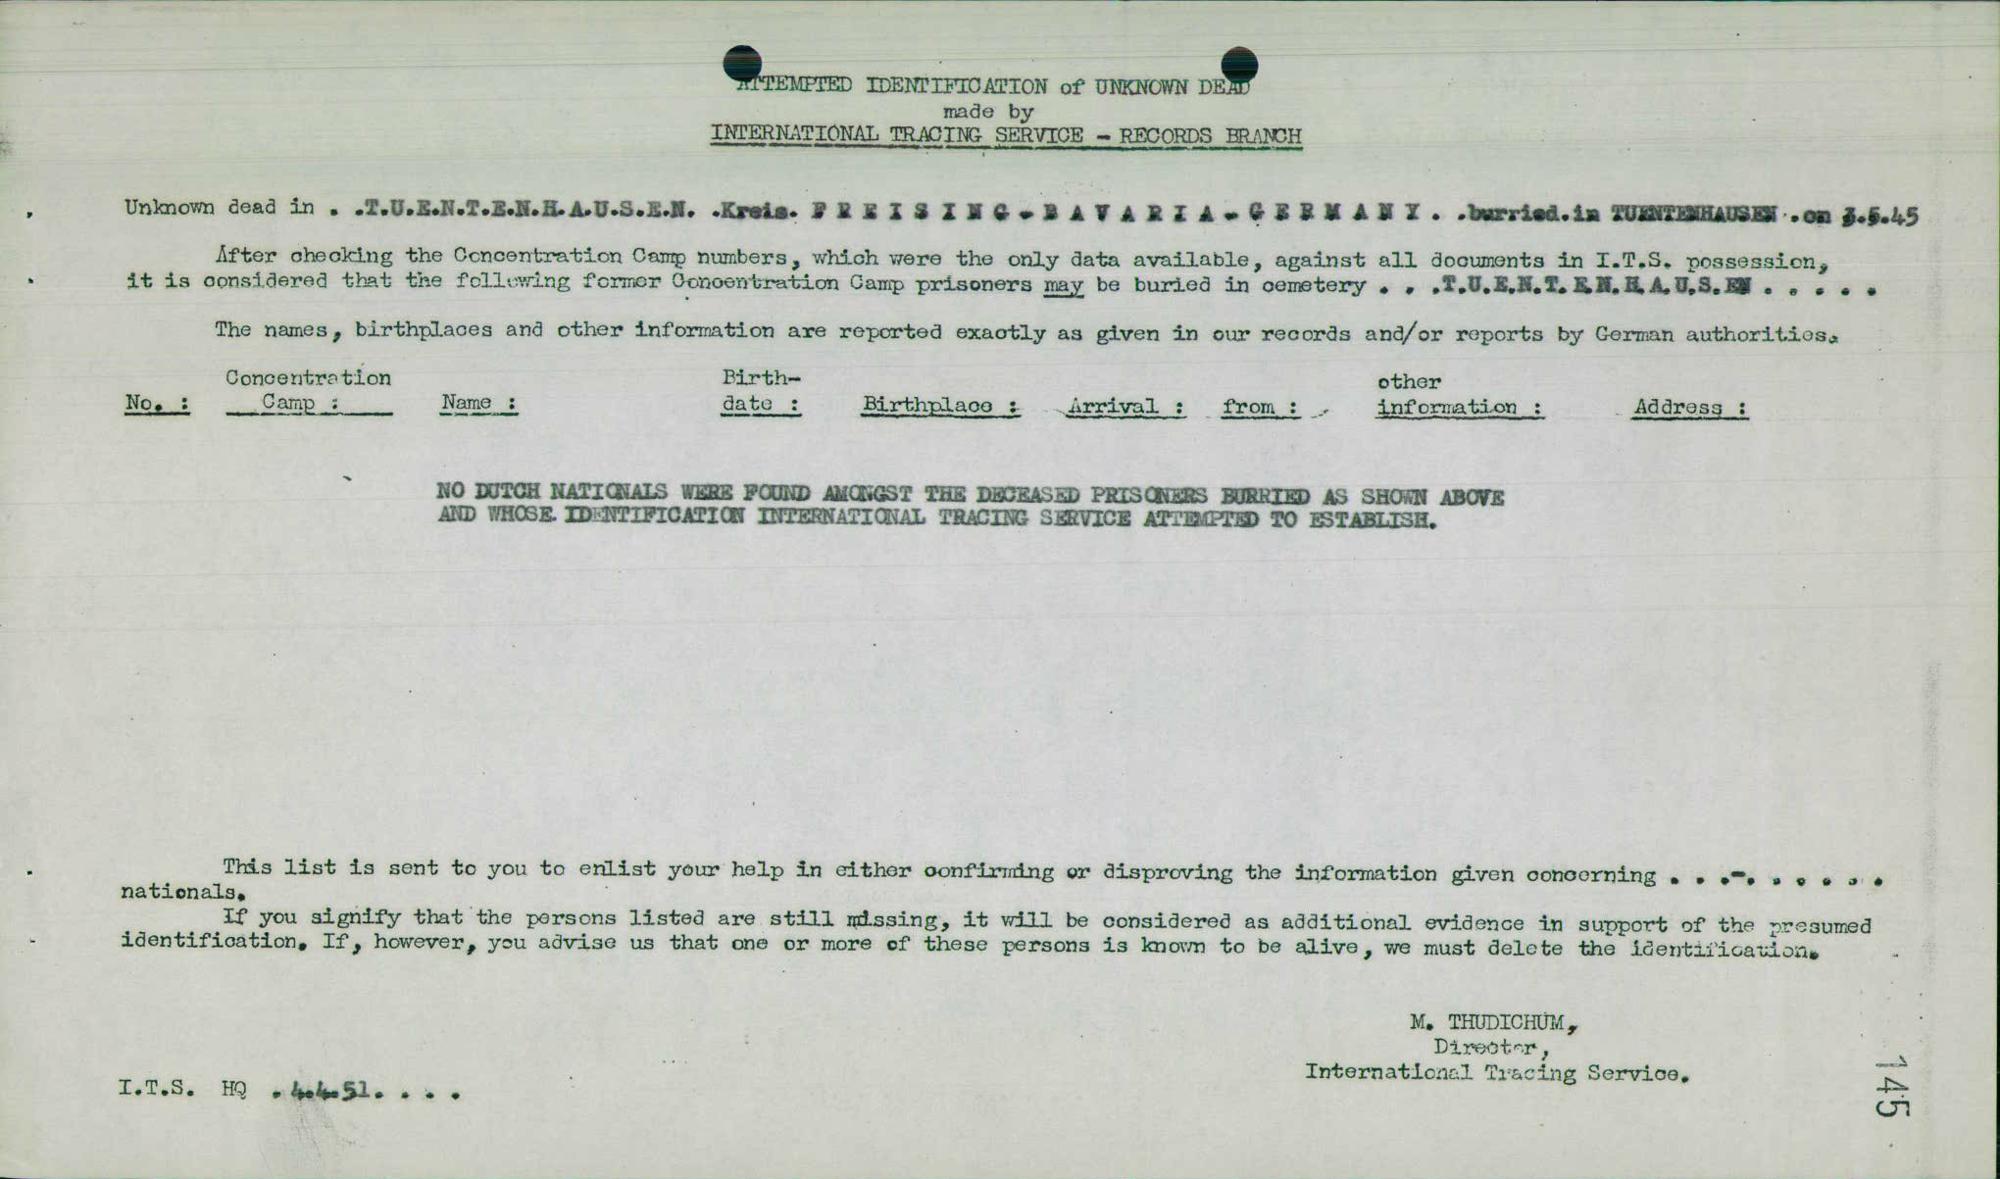 ATTEMPTED IDENTIFICATION of UNKNOWN DEAD
made by
INTERNATIONAL TRACING SERVICE - RECORDS BRANCH
Unknown dead in . .T.U.E.N.T.E.N.H.A.U.S.E.N. .Kreis. F R E I S I N G - B A V A R I A - G E R M A N Y . .burried.in TUENTENHAUSEN .on 3.5.45
After checking the Concentration Camp numbers, which were the only data available, against all documents in I.T.S. possession,
it is considered that the following former Concentration Camp prisoners may be buried in cemetery . . .T.U.E.N.T.E.N.H.A.U.S.EN . . . . .
The names, birthplaces and other information are reported exactly as given in our records and/or reports by German authorities.
No. : Concentration Camp : Name : Birth- date : Birthplace : Arrival : from : other information : Address :
NO DUTCH NATIONALS WERE FOUND AMONGST THE DECEASED PRISONERS BURRIED AS SHOWN ABOVE
AND WHOSE IDENTIFICATION INTERNATIONAL TRACING SERVICE ATTEMPTED TO ESTABLISH.
This list is sent to you to enlist your help in either confirming or disproving the information given concerning . . .-. . . . . .
nationals.
If you signify that the persons listed are still missing, it will be considered as additional evidence in support of the presumed
identification. If, however, you advise us that one or more of these persons is known to be alive, we must delete the identification.
M. THUDICHUM,
Director,
International Tracing Service.
I.T.S. HQ . 4.4.51. . . .
145